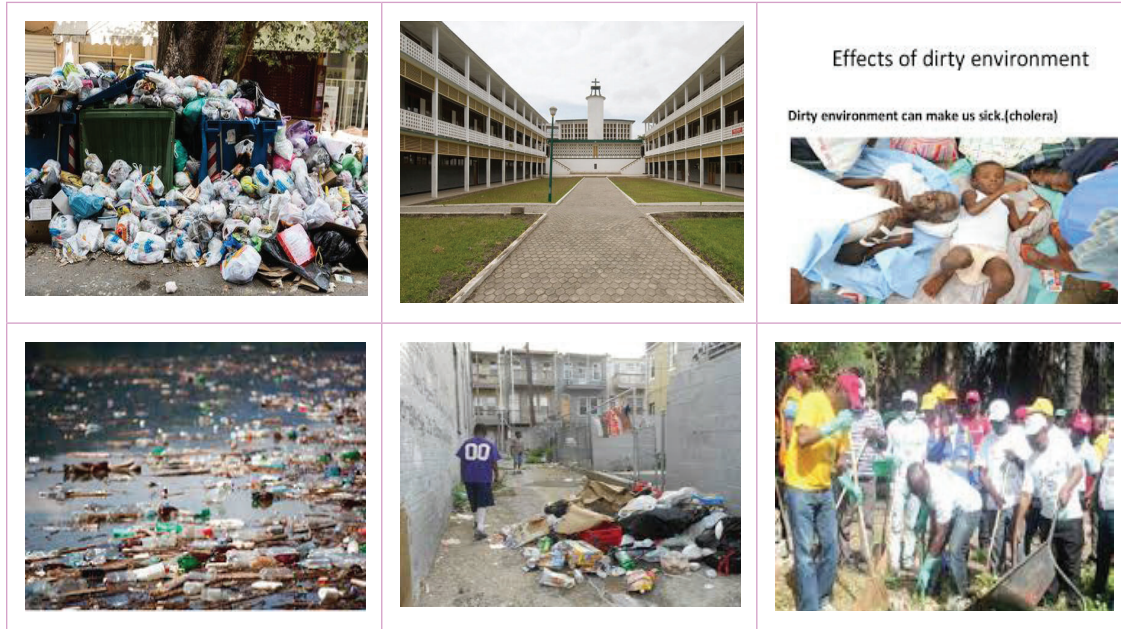 Effects of dirty environment
Dirty environment can make us sick.(cholera)
00